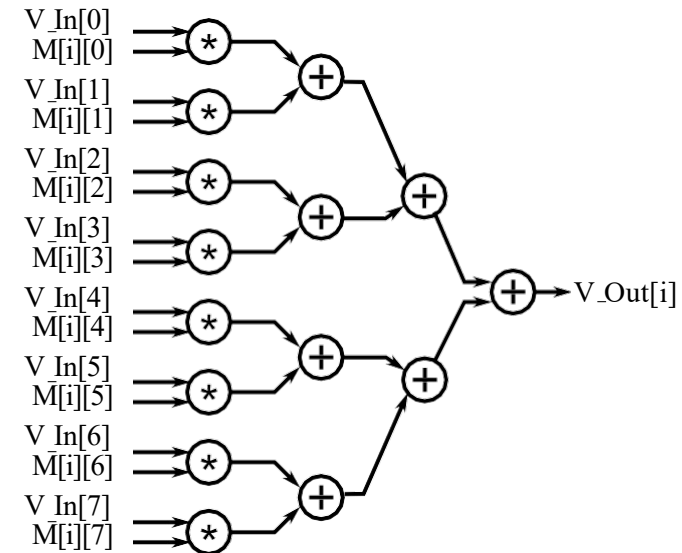 V_In[0]
M[i][0]
V_In[1]
M[i][1]
V_In[2]
M[i][2]
V_In[3]
M[i][3]
V_In[4]
M[i][4]
V_In[5]
M[i][5]
V_In[6]
M[i][6]
V_In[7]
M[i][7]
*
*
*
*
*
*
*
*
+
+
+
+
+
+
+
V_Out[i]